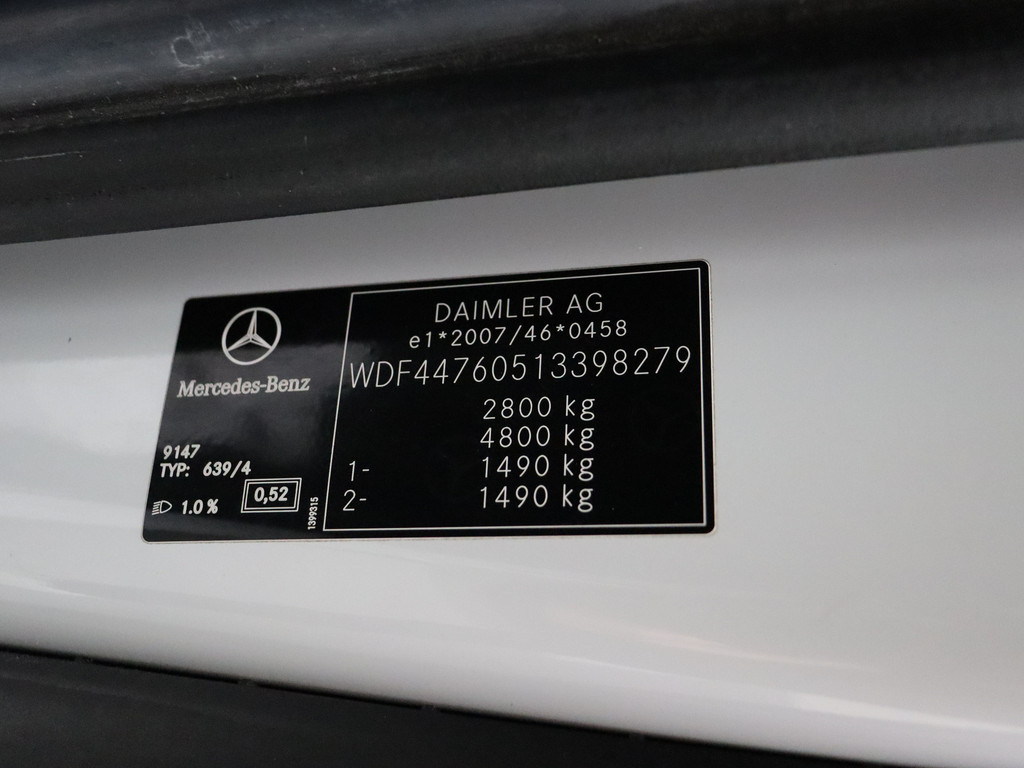 Mercedes-Benz
9147
TYP: 639/4
1.0 %
0,52
1399315
DAIMLER AG
e1*2007/46*0458
WDF44760513398279
2800 kg
4800 kg
1- 1490 kg
2- 1490 kg